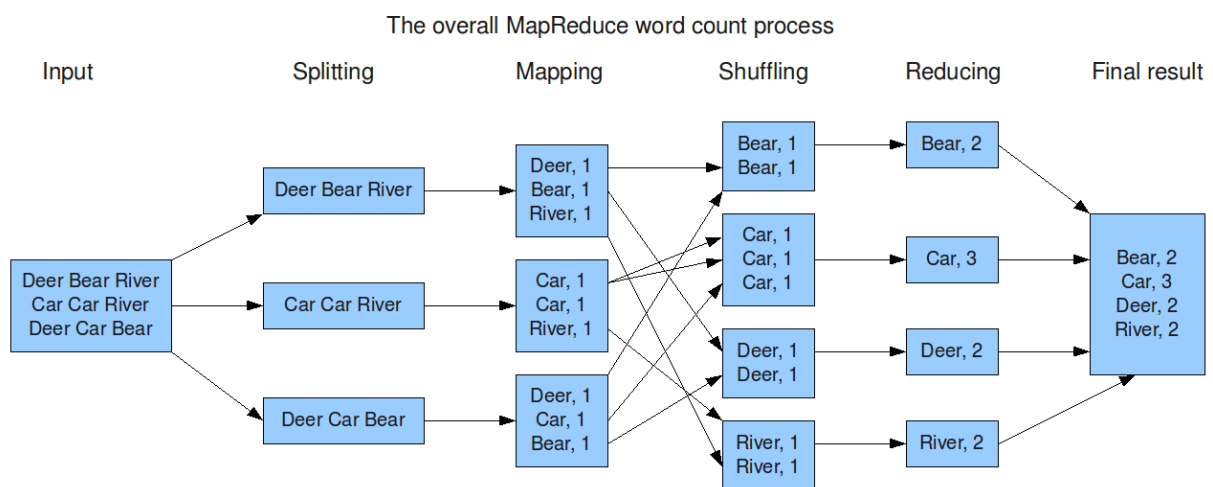 The overall MapReduce word count process
Input
Splitting
Mapping
Shuffling
Reducing
Final result
Deer Bear River
Car Car River
Deer Car Bear
Deer Bear River
Car Car River
Deer Car Bear
Deer, 1
Bear, 1
River, 1
Car, 1
Car, 1
River, 1
Deer, 1
Car, 1
Bear, 1
Bear, 1
Bear, 1
Car, 1
Car, 1
Car, 1
Deer, 1
Deer, 1
River, 1
River, 1
Bear, 2
Car, 3
Deer, 2
River, 2
Bear, 2
Car, 3
Deer, 2
River, 2